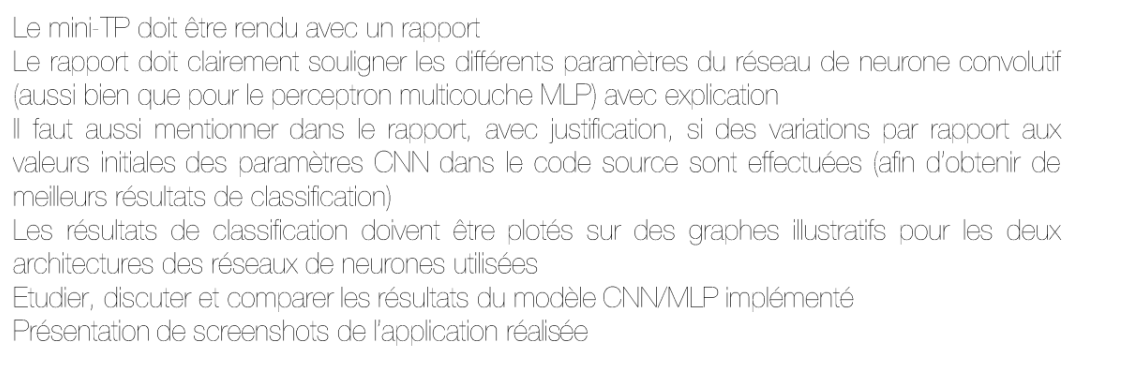 Le mini-TP doit être rendu avec un rapport
Le rapport doit clairement souligner les différents paramètres du réseau de neurone convolutif
(aussi bien que pour le perceptron multicouche MLP) avec explication
Il faut aussi mentionner dans le rapport, avec justification, si des variations par rapport aux
valeurs initiales des paramètres CNN dans le code source sont effectuées (afin d'obtenir de
meilleurs résultats de classification)
Les résultats de classification doivent être plotés sur des graphes illustratifs pour les deux
architectures des réseaux de neurones utilisées
Etudier, discuter et comparer les résultats du modèle CNN/MLP implémenté
Présentation de screenshots de l'application réalisée